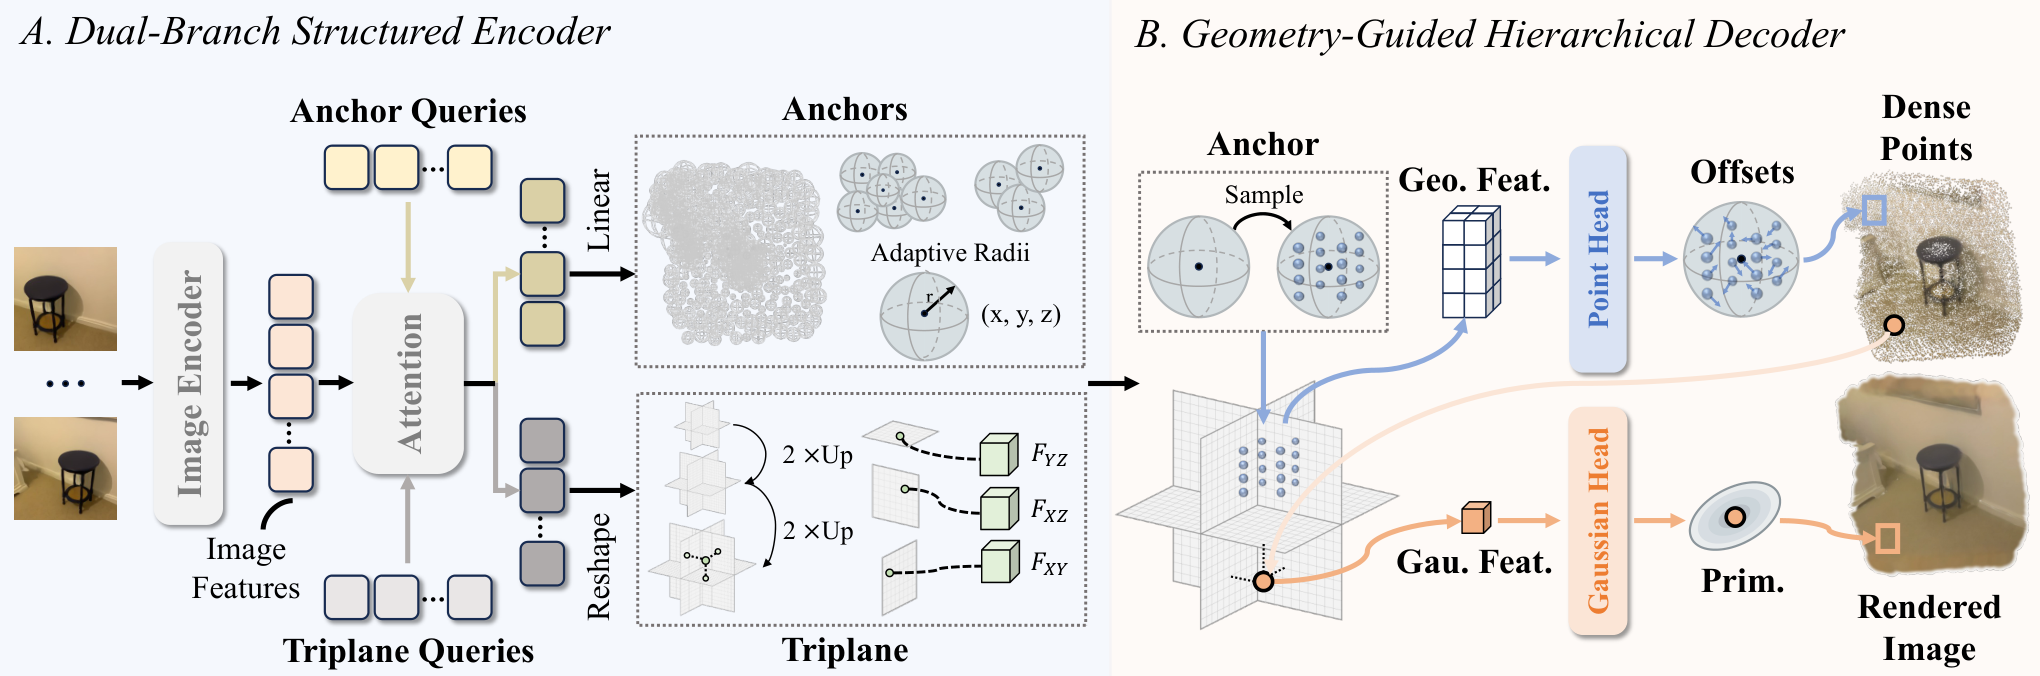 A. Dual-Branch Structured Encoder
Anchor Queries
Image Encoder
Image
Features
Attention
Triplane Queries
Linear
Reshape
Anchors
Adaptive Radii
r
(x, y, z)
2 ×Up
2 ×Up
F_YZ
F_XZ
F_XY
Triplane
B. Geometry-Guided Hierarchical Decoder
Anchor
Sample
Geo. Feat.
Point Head
Offsets
Dense
Points
Gau. Feat.
Gaussian Head
Prim.
Rendered
Image